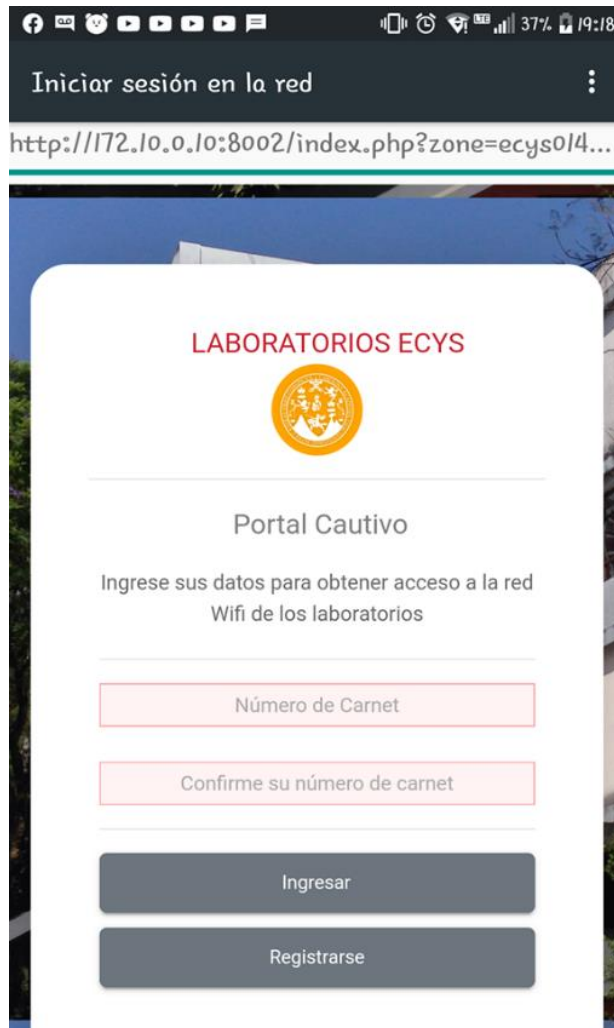 LTE 37% 19:18
Iniciar sesión en la red
http://172.10.0.10:8002/index.php?zone=ecys014...
LABORATORIOS ECYS
Portal Cautivo
Ingrese sus datos para obtener acceso a la red
Wifi de los laboratorios
Número de Carnet
Confirme su número de carnet
Ingresar
Registrarse